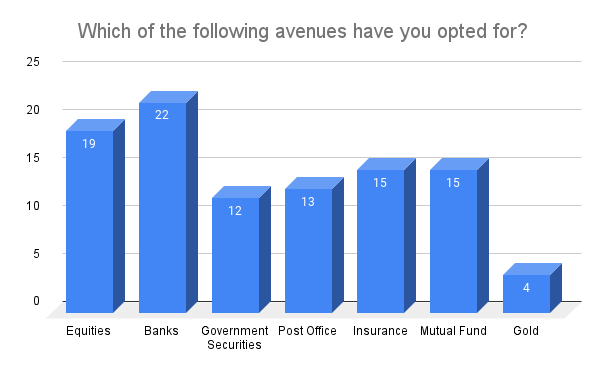 Which of the following avenues have you opted for?
25
20
15
10
5
0
19
22
12
13
15
15
4
Equities
Banks
Government
Securities
Post Office
Insurance
Mutual Fund
Gold